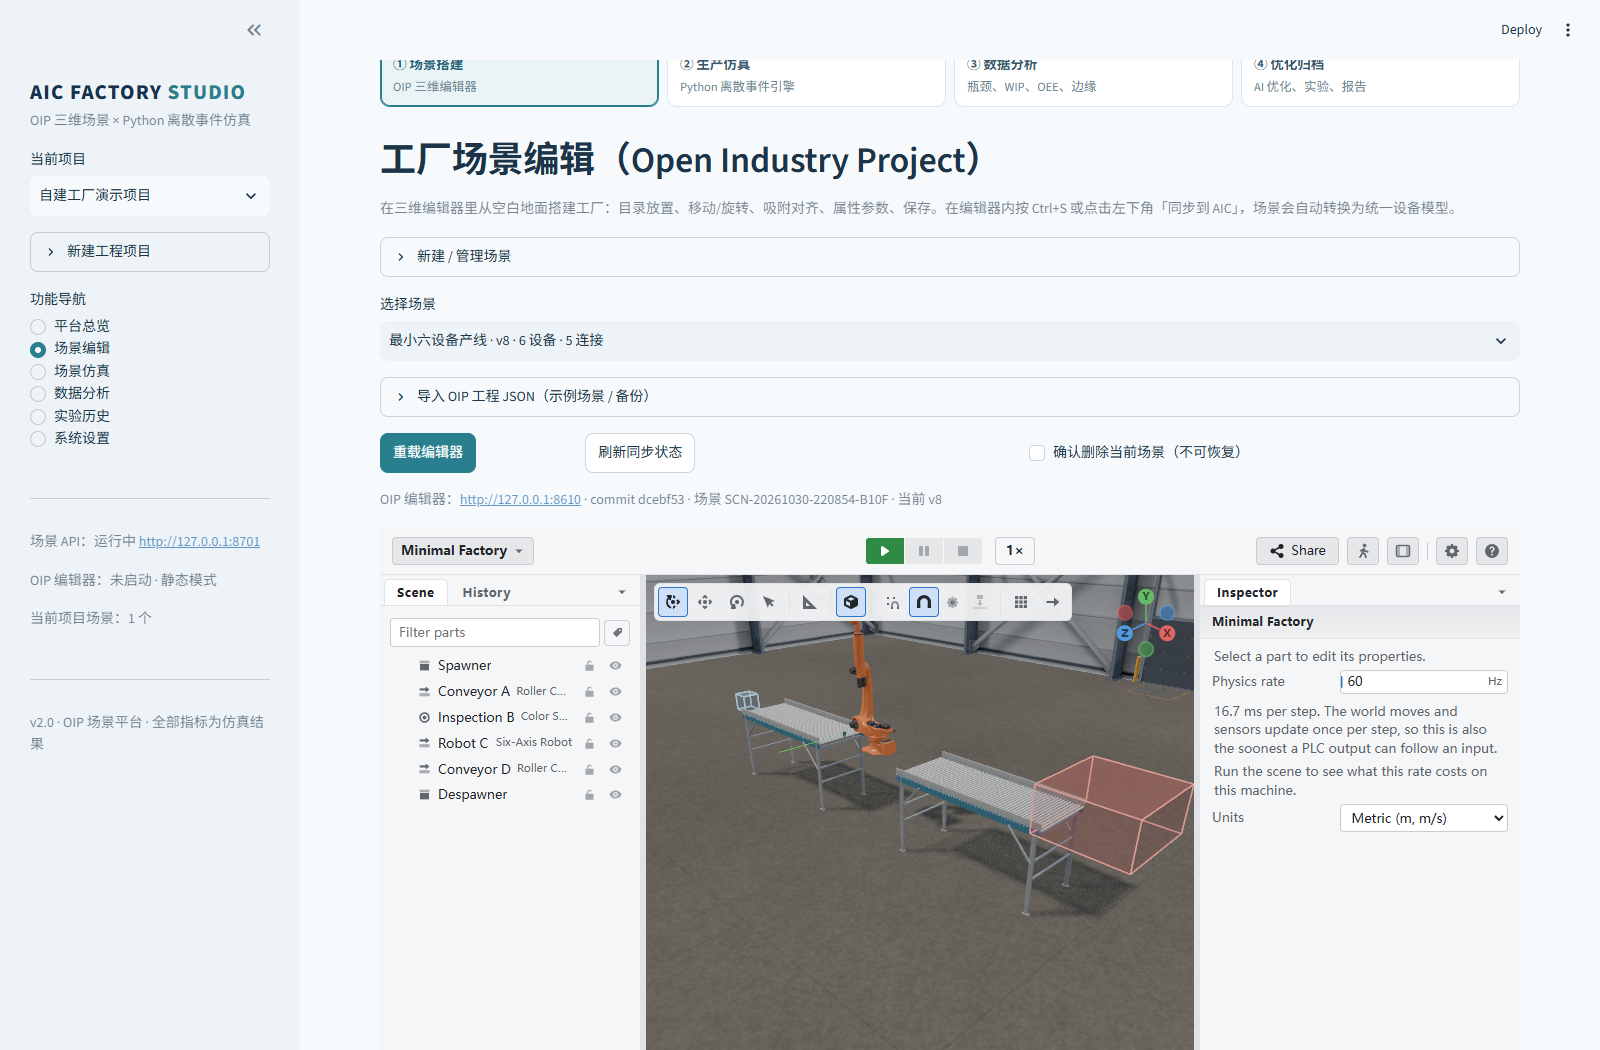 Deploy
AIC FACTORY STUDIO
OIP 三维场景 × Python 离散事件仿真
当前项目
自建工厂演示项目
新建工程项目
功能导航
平台总览
场景编辑
场景仿真
数据分析
实验历史
系统设置
场景 API：运行中 http://127.0.0.1:8701
OIP 编辑器：未启动 · 静态模式
当前项目场景：1 个
v2.0 · OIP 场景平台 · 全部指标为仿真结
果
① 场景搭建
OIP 三维编辑器
② 生产仿真
Python 离散事件引擎
③ 数据分析
瓶颈、WIP、OEE、边缘
④ 优化归档
AI 优化、实验、报告
工厂场景编辑（Open Industry Project）
在三维编辑器里从空白地面搭建工厂：目录放置、移动/旋转、吸附对齐、属性参数、保存。在编辑器内按 Ctrl+S 或点击左下角「同步到 AIC」，场景会自动转换为统一设备模型。
新建 / 管理场景
选择场景
最小六设备产线 · v8 · 6 设备 · 5 连接
导入 OIP 工程 JSON（示例场景 / 备份）
重载编辑器
刷新同步状态
确认删除当前场景（不可恢复）
OIP 编辑器：http://127.0.0.1:8610 · commit dcebf53 · 场景 SCN-20261030-220854-B10F · 当前 v8
Minimal Factory
1×
Share
Scene
History
Filter parts
Spawner
Conveyor A Roller C...
Inspection B Color S...
Robot C Six-Axis Robot
Conveyor D Roller C...
Despawner
Y
Z
X
Inspector
Minimal Factory
Select a part to edit its properties.
Physics rate 60 Hz
16.7 ms per step. The world moves and
sensors update once per step, so this is also
the soonest a PLC output can follow an input.
Run the scene to see what this rate costs on
this machine.
Units Metric (m, m/s)